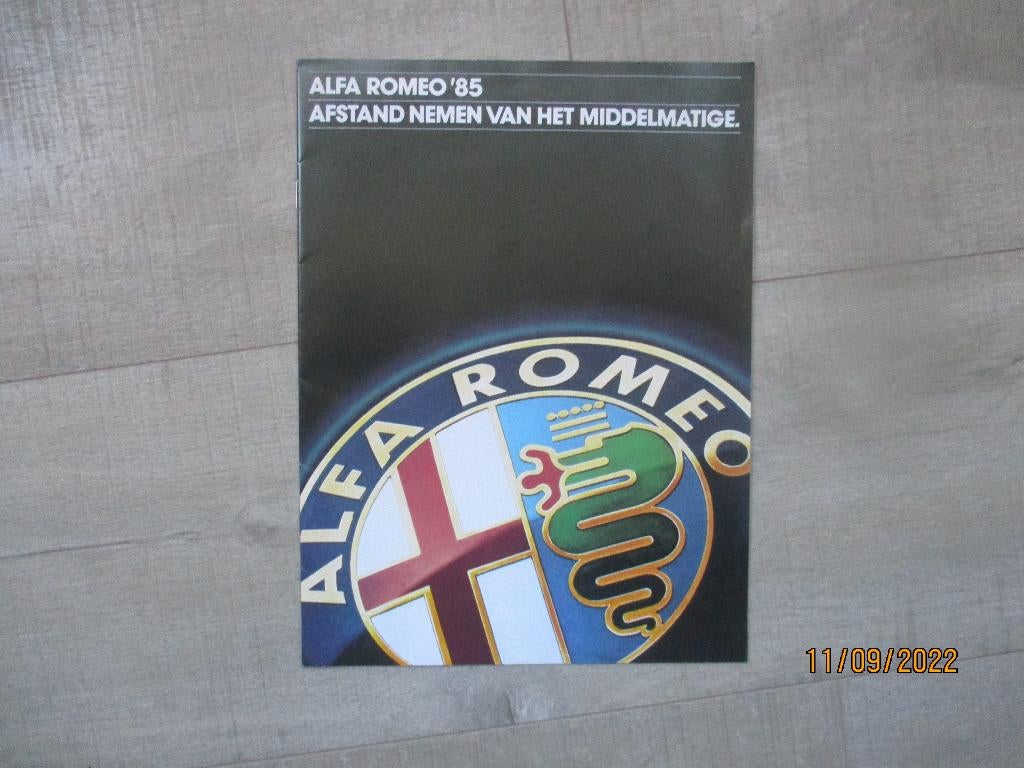 ALFA ROMEO '85
AFSTAND NEMEN VAN HET MIDDELMATIGE.
ALFA ROMEO
11/09/2022